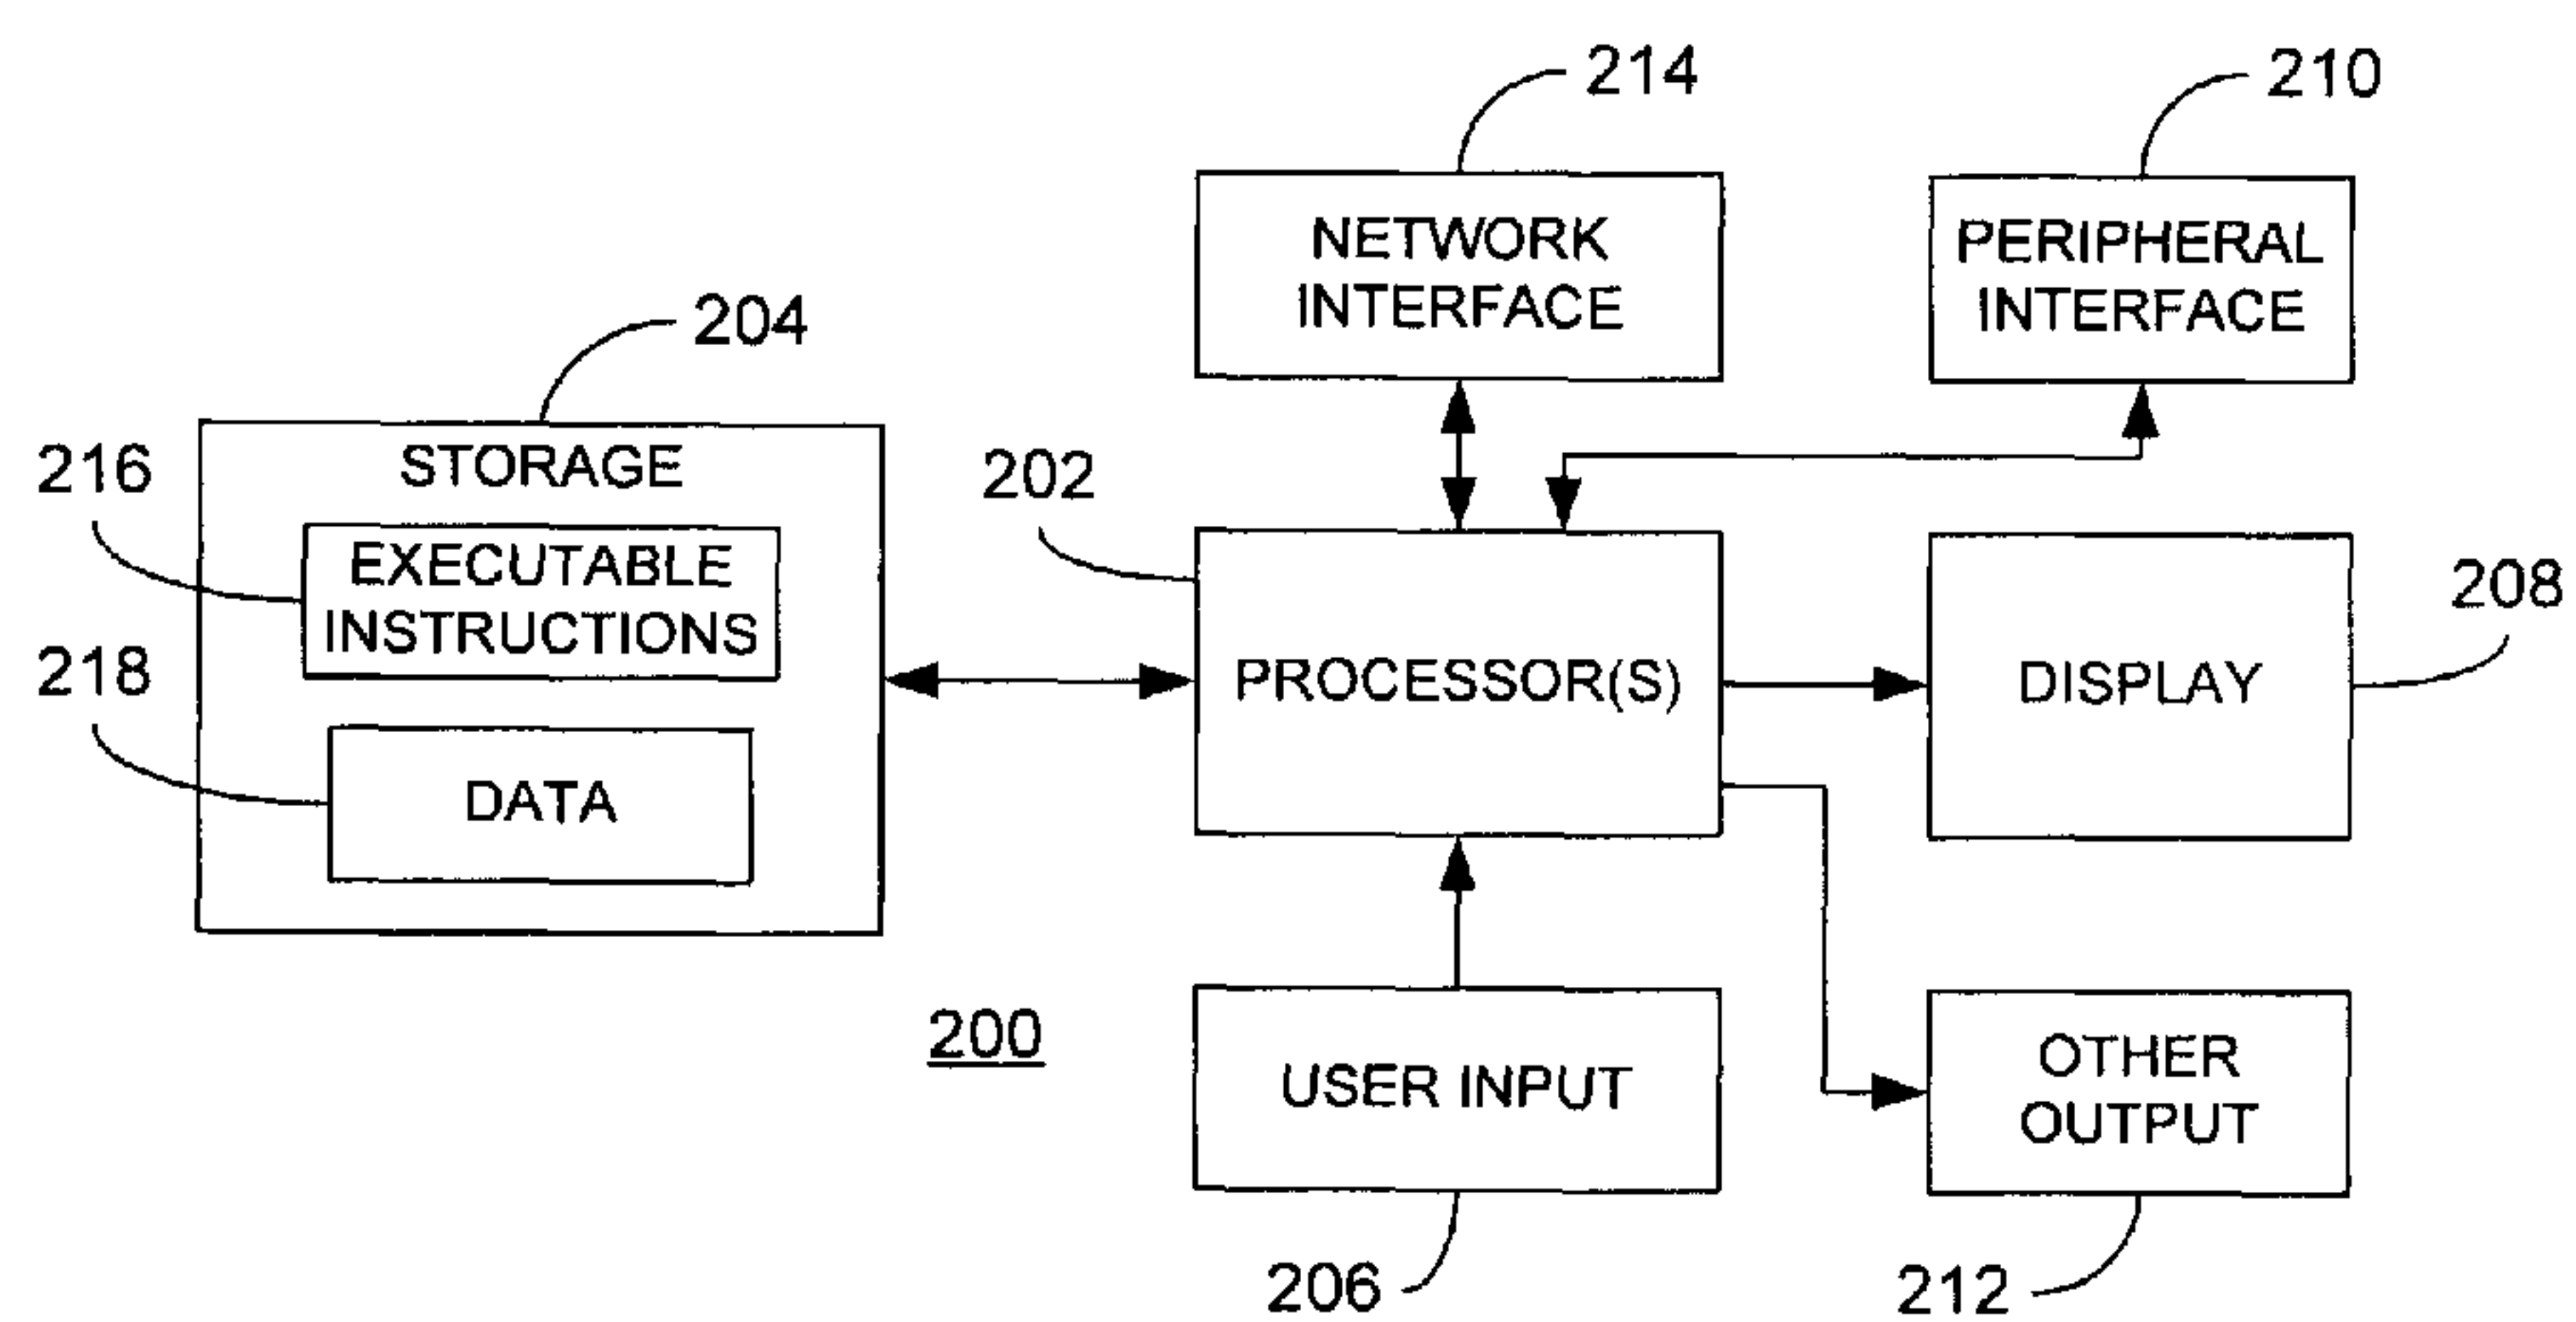 214
210
NETWORK
INTERFACE
PERIPHERAL
INTERFACE
204
STORAGE
216
EXECUTABLE
INSTRUCTIONS
218
DATA
202
PROCESSOR(S)
DISPLAY
208
200
USER INPUT
OTHER
OUTPUT
206
212